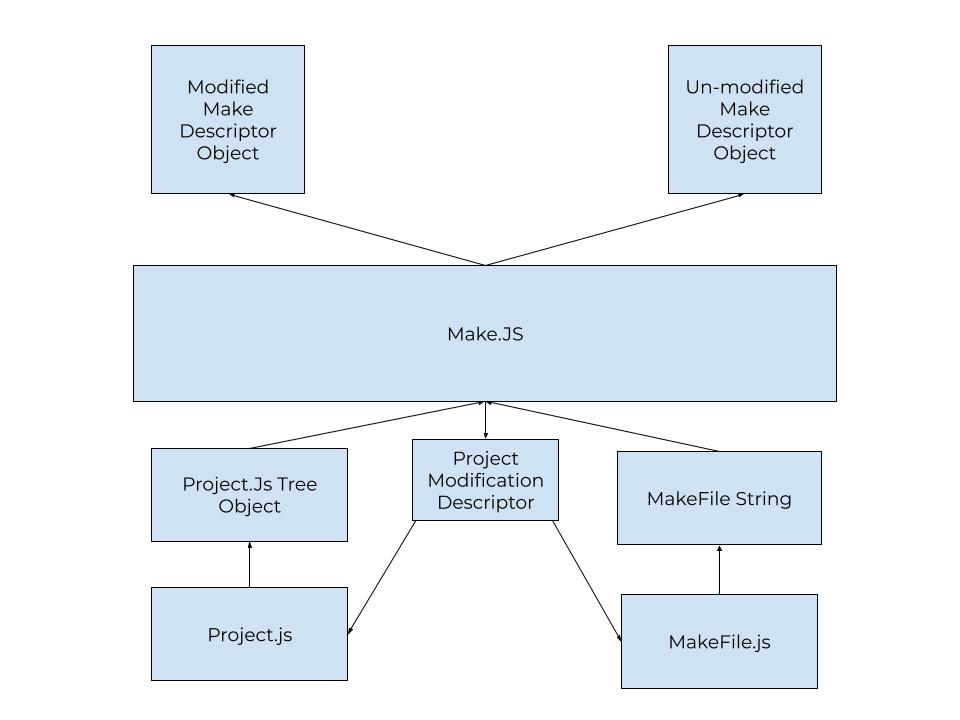 Modified
Make
Descriptor
Object
Un-modified
Make
Descriptor
Object
Make.JS
Project.Js Tree
Object
Project
Modification
Descriptor
MakeFile String
Project.js
MakeFile.js